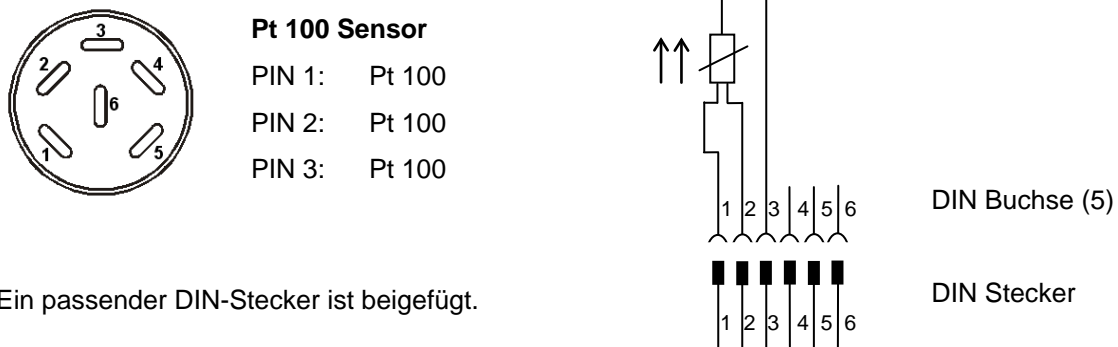 3
2
4
6
1
5
Pt 100 Sensor
PIN 1: Pt 100
PIN 2: Pt 100
PIN 3: Pt 100
1 2 3 4 5 6
DIN Buchse (5)
Ein passender DIN-Stecker ist beigefügt.
DIN Stecker
1 2 3 4 5 6